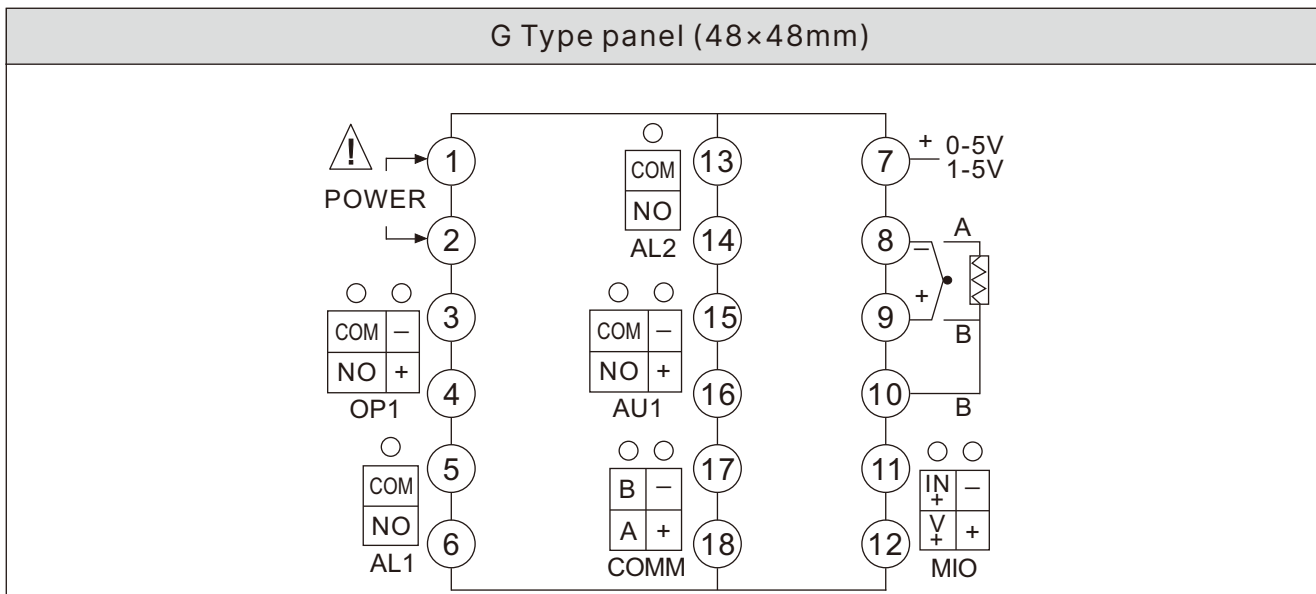 G Type panel (48×48mm)
!
POWER
1
2
COM
NO
AL2
13
14
7
+ 0-5V
1-5V
8
–
A
9
+
B
COM –
NO +
OP1
3
4
COM –
NO +
AU1
15
16
10
B
COM
NO
AL1
5
6
B –
A +
COMM
17
18
11
12
IN
+
–
V
+
+
MIO